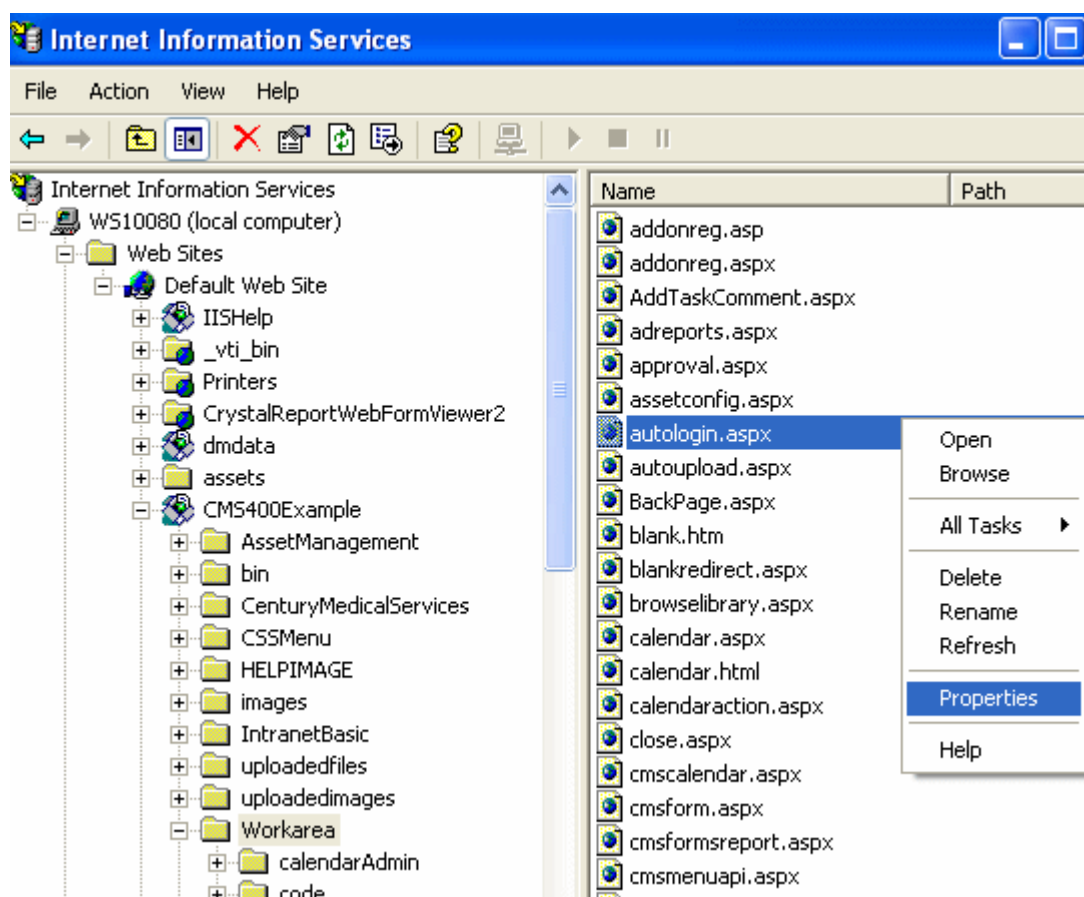 Internet Information Services
File Action View Help
Internet Information Services
WS10080 (local computer)
Web Sites
Default Web Site
IISHelp
_vti_bin
Printers
CrystalReportWebFormViewer2
dmdata
assets
CMS400Example
AssetManagement
bin
CenturyMedicalServices
CSSMenu
HELPIMAGE
images
IntranetBasic
uploadedfiles
uploadedimages
Workarea
calendarAdmin
code
Name Path
addonreg.asp
addonreg.aspx
AddTaskComment.aspx
adreports.aspx
approval.aspx
assetconfig.aspx
autologin.aspx
autoupload.aspx
BackPage.aspx
blank.htm
blankredirect.aspx
browselibrary.aspx
calendar.aspx
calendar.html
calendaraction.aspx
close.aspx
cmscalendar.aspx
cmsform.aspx
cmsformsreport.aspx
cmsmenuapi.aspx
Open
Browse
All Tasks
Delete
Rename
Refresh
Properties
Help